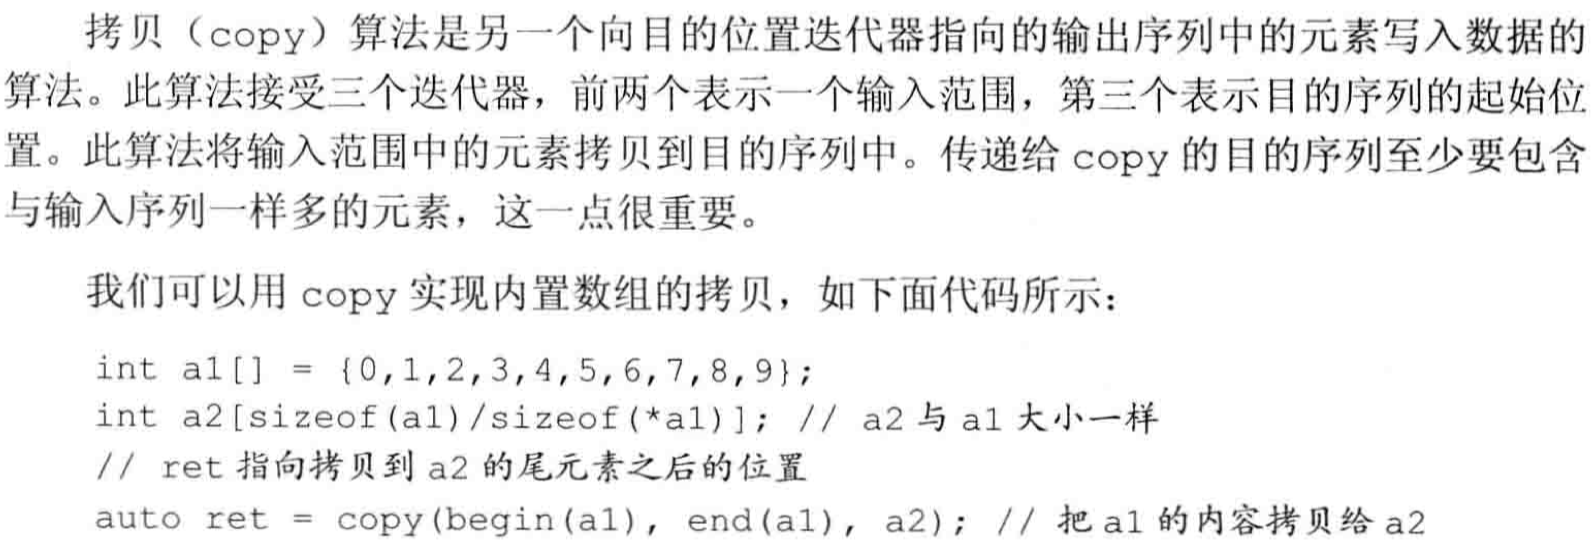 拷贝（copy）算法是另一个向目的位置迭代器指向的输出序列中的元素写入数据的
算法。此算法接受三个迭代器，前两个表示一个输入范围，第三个表示目的序列的起始位
置。此算法将输入范围中的元素拷贝到目的序列中。传递给 copy 的目的序列至少要包含
与输入序列一样多的元素，这一点很重要。
我们可以用 copy 实现内置数组的拷贝，如下面代码所示：
int a1[] = {0,1,2,3,4,5,6,7,8,9};
int a2[sizeof(a1)/sizeof(*a1)]; // a2 与 a1 大小一样
// ret 指向拷贝到 a2 的尾元素之后的位置
auto ret = copy(begin(a1), end(a1), a2); // 把 a1 的内容拷贝给 a2